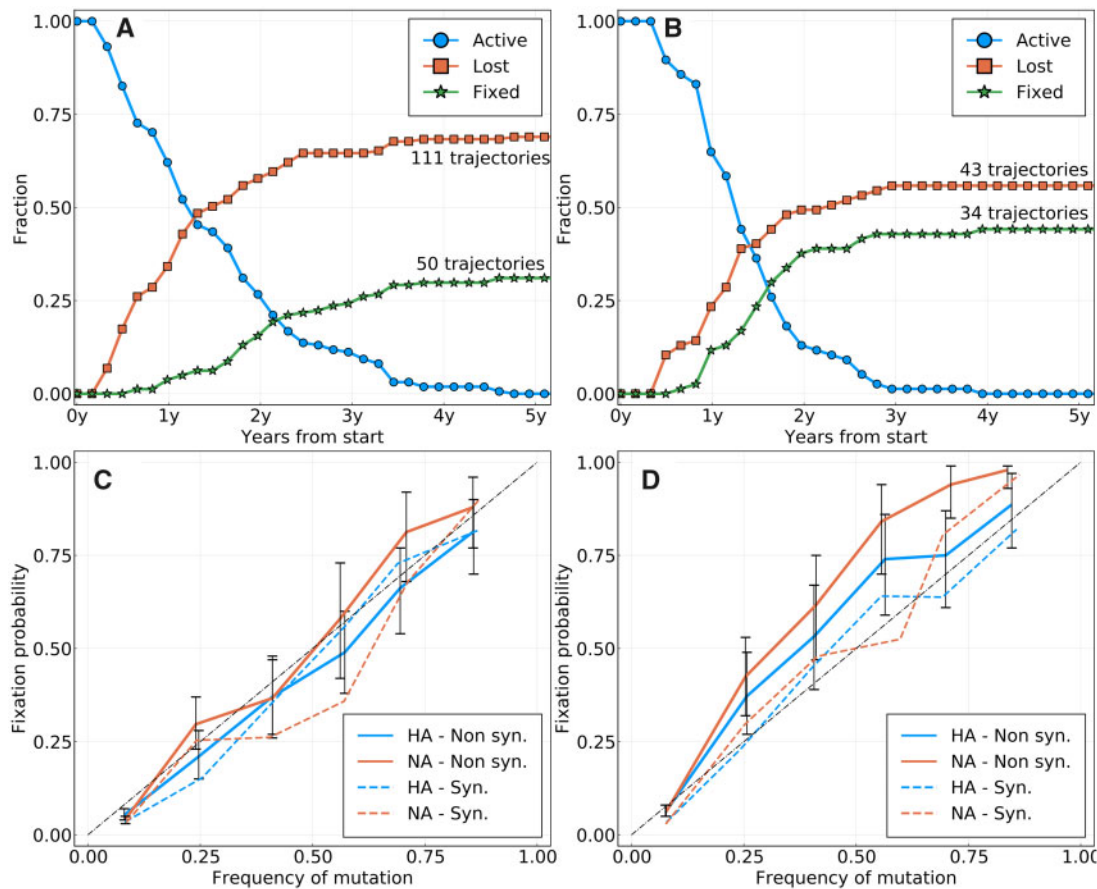 A
Active
Lost
Fixed
1.00
0.75
0.50
0.25
0.00
Fraction
111 trajectories
50 trajectories
0y
1y
2y
3y
4y
5y
Years from start
B
Active
Lost
Fixed
1.00
0.75
0.50
0.25
0.00
Fraction
43 trajectories
34 trajectories
0y
1y
2y
3y
4y
5y
Years from start
C
1.00
0.75
0.50
0.25
0.00
Fixation probability
HA - Non syn.
NA - Non syn.
HA - Syn.
NA - Syn.
0.00
0.25
0.50
0.75
1.00
Frequency of mutation
D
1.00
0.75
0.50
0.25
0.00
Fixation probability
HA - Non syn.
NA - Non syn.
HA - Syn.
NA - Syn.
0.00
0.25
0.50
0.75
1.00
Frequency of mutation